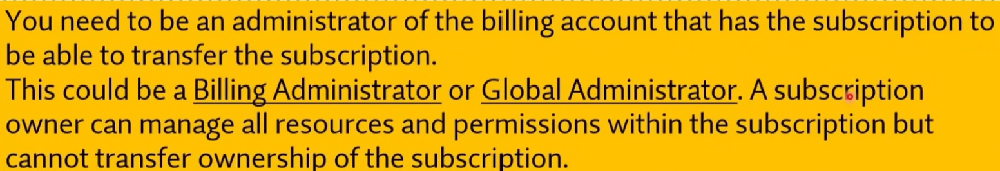 You need to be an administrator of the billing account that has the subscription to
be able to transfer the subscription.
This could be a Billing Administrator or Global Administrator. A subscription
owner can manage all resources and permissions within the subscription but
cannot transfer ownership of the subscription.